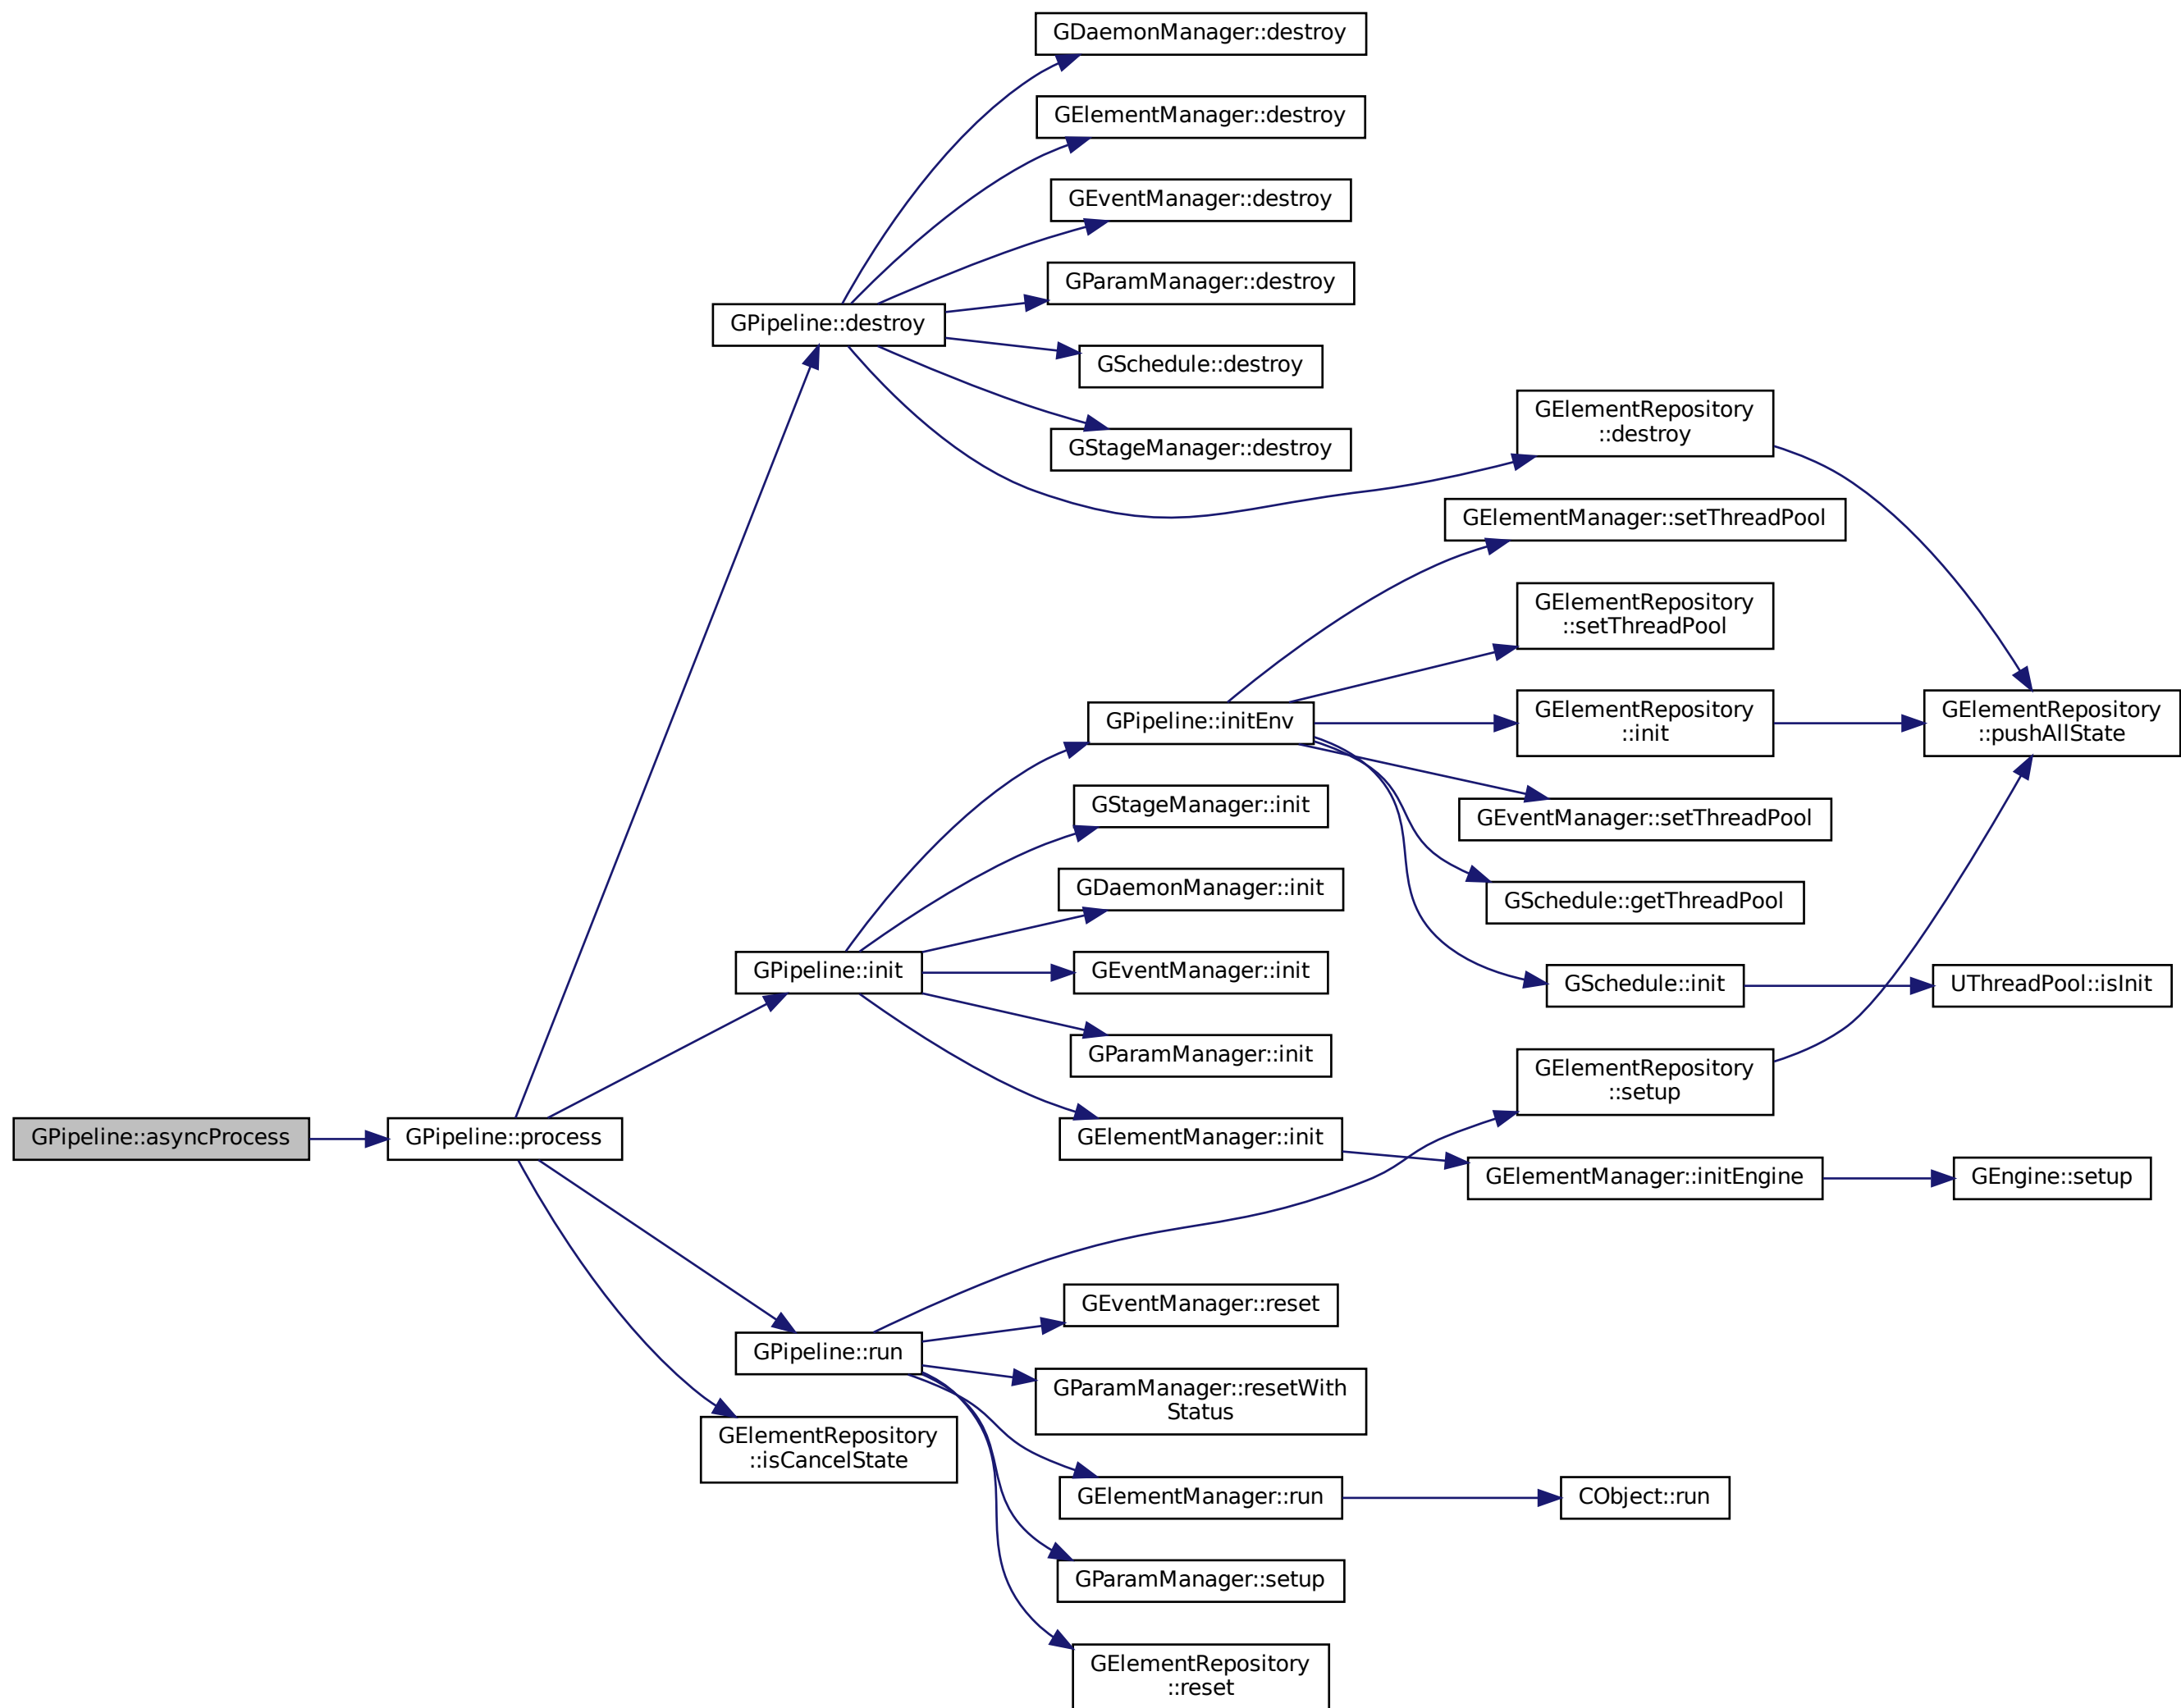 GDaemonManager::destroy
GElementManager::destroy
GEventManager::destroy
GParamManager::destroy
GPipeline::destroy
GSchedule::destroy
GStageManager::destroy
GElementRepository
::destroy
GElementManager::setThreadPool
GElementRepository
::setThreadPool
GPipeline::initEnv
GElementRepository
::init
GElementRepository
::pushAllState
GStageManager::init
GEventManager::setThreadPool
GDaemonManager::init
GSchedule::getThreadPool
GPipeline::init
GEventManager::init
GSchedule::init
UThreadPool::isInit
GParamManager::init
GElementRepository
::setup
GPipeline::asyncProcess
GPipeline::process
GElementManager::init
GElementManager::initEngine
GEngine::setup
GEventManager::reset
GPipeline::run
GParamManager::resetWith
Status
GElementRepository
::isCancelState
GElementManager::run
CObject::run
GParamManager::setup
GElementRepository
::reset